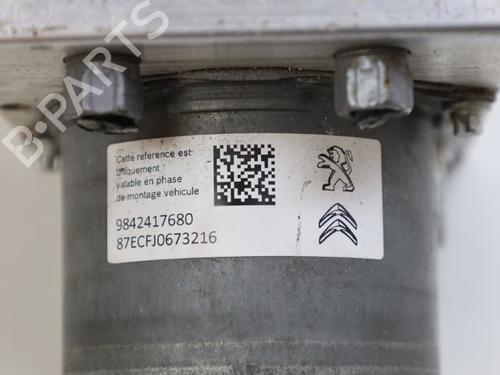 B-PARTS
Cette reference est
uniquement
valable en phase
de montage vehicule
9842417680
87ECFJ0673216